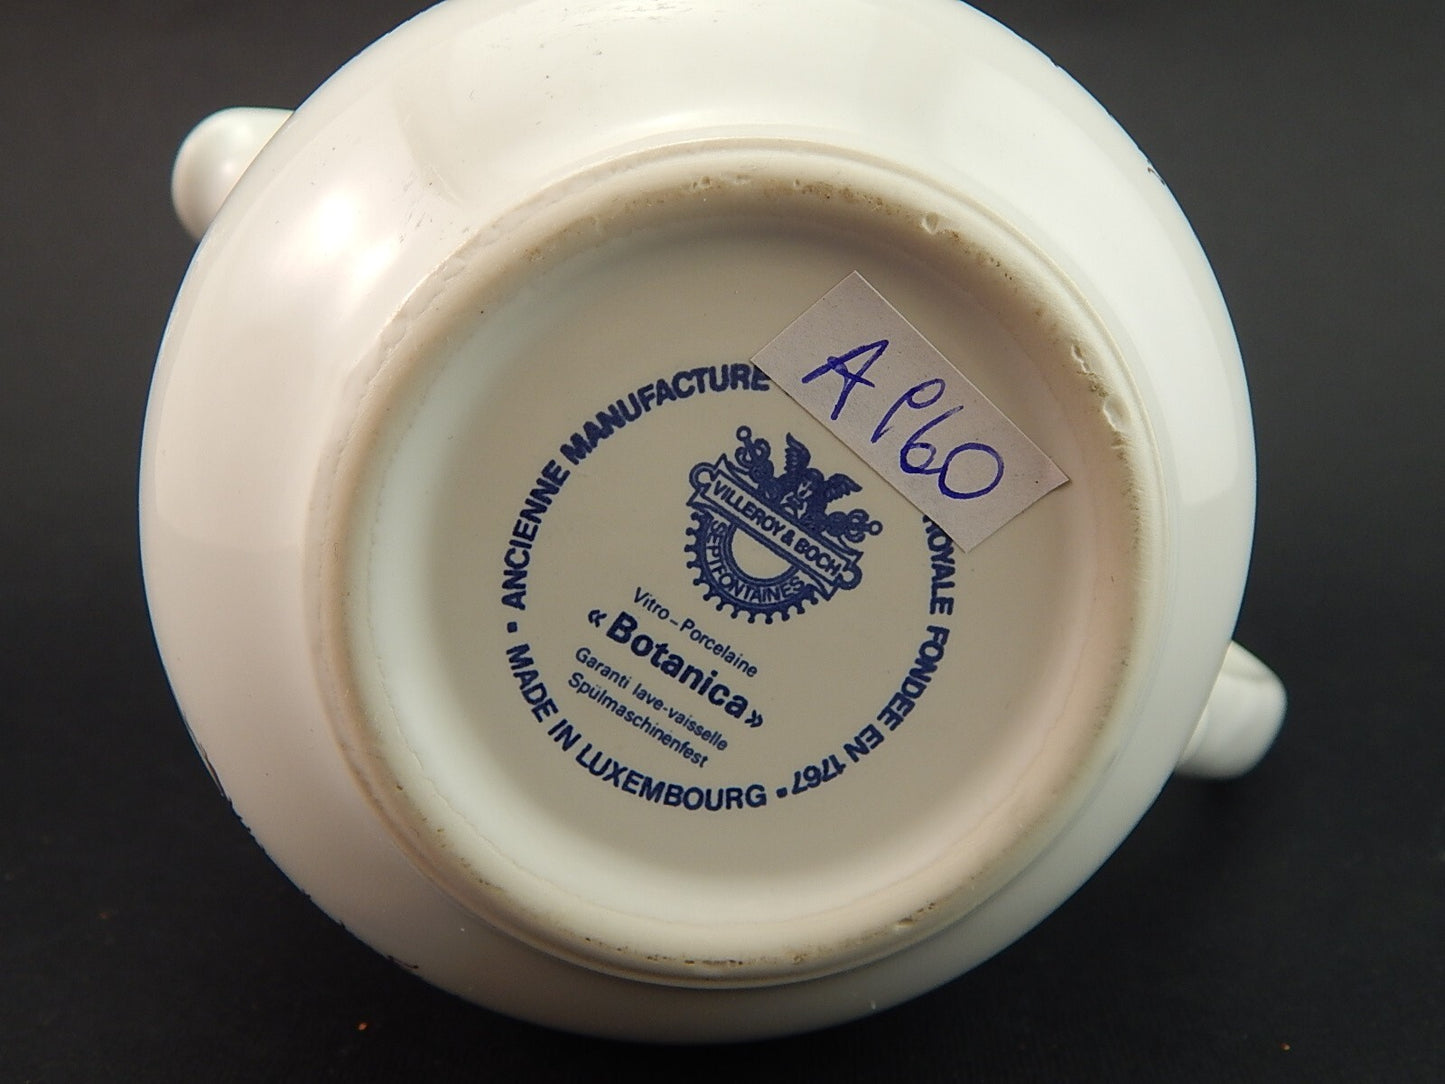 A P60
ANCIENNE MANUFACTURE ROYALE FONDEE EN 1767 ▪ MADE IN LUXEMBOURG ▪
VILLEROY & BOCH
SEPTFONTAINES
Vitro-Porcelaine
«Botanica»
Garanti lave-vaisselle
Spülmaschinenfest